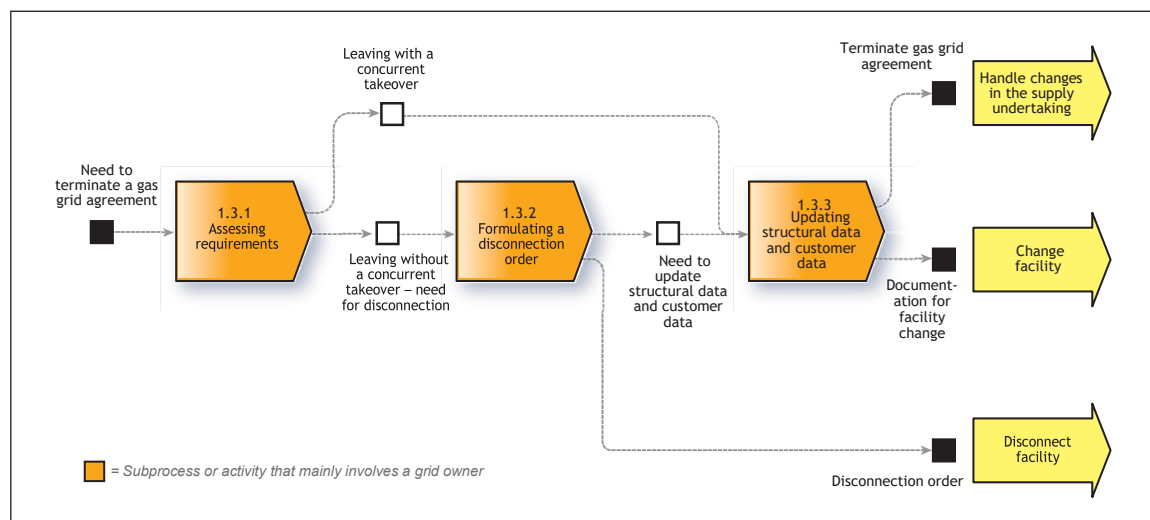 Leaving with a
concurrent
takeover
Terminate gas grid
agreement
Handle changes
in the supply
undertaking
Need to
terminate a gas
grid agreement
1.3.1
Assessing
requirements
1.3.2
Formulating a
disconnection
order
1.3.3
Updating
structural data
and customer
data
Leaving without
a concurrent
takeover – need
for disconnection
Need to
update
structural data
and customer
data
Document-
ation for
facility
change
Change
facility
Disconnect
facility
Disconnection order
= Subprocess or activity that mainly involves a grid owner